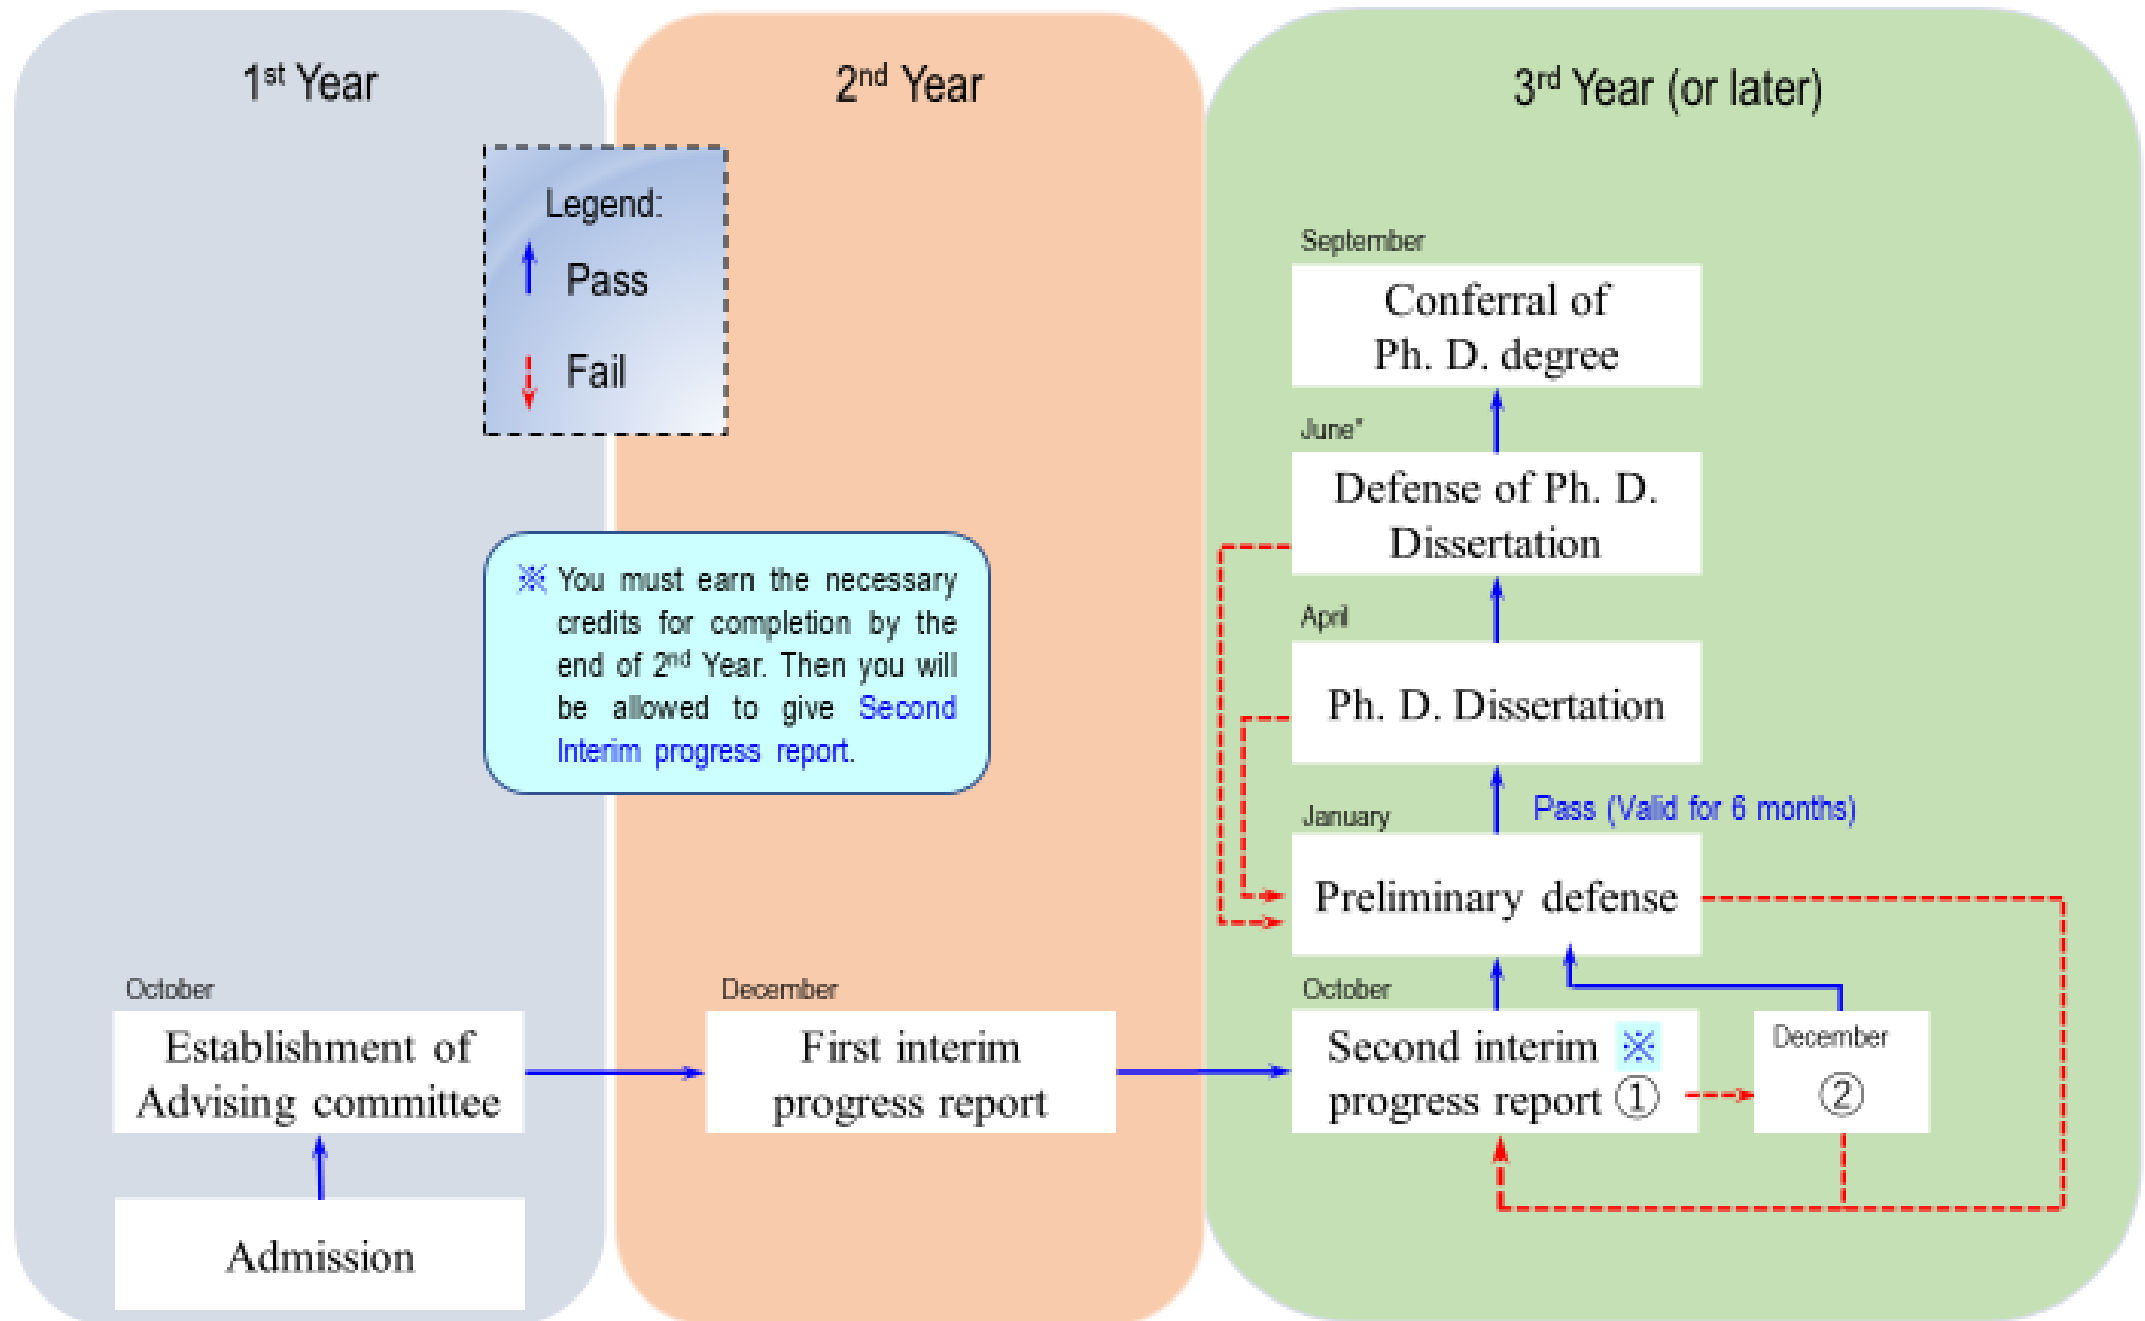 1st Year
2nd Year
3rd Year (or later)
Legend:
Pass
Fail
※ You must earn the necessary
credits for completion by the
end of 2nd Year. Then you will
be allowed to give Second
Interim progress report.
October
Establishment of
Advising committee
Admission
December
First interim
progress report
September
Conferral of
Ph. D. degree
June*
Defense of Ph. D.
Dissertation
April
Ph. D. Dissertation
Pass (Valid for 6 months)
January
Preliminary defense
October
Second interim ※
progress report ①
December
②